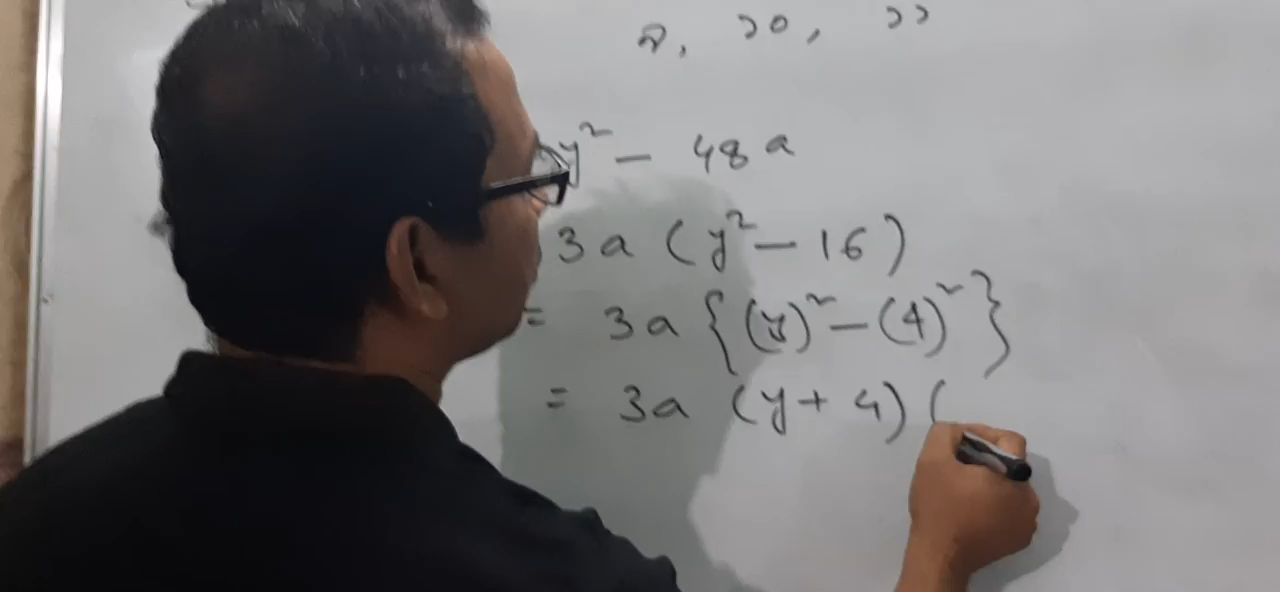 ৯, ১০, ১১
y² – 48a
3a (y² – 16)
= 3a {(y)² – (4)²}
= 3a (y + 4) (